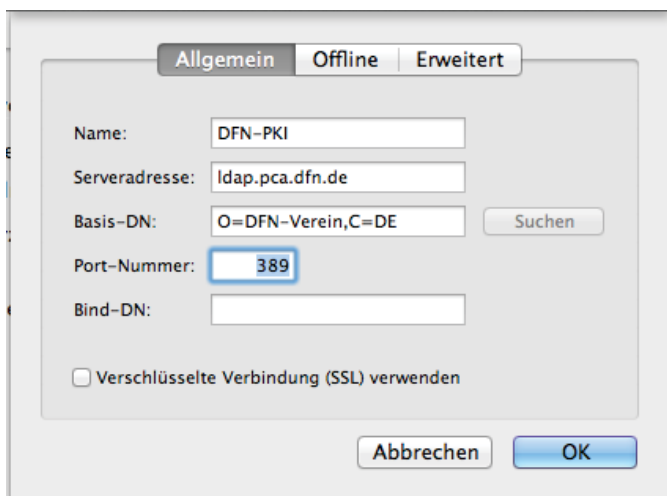 Allgemein Offline Erweitert
Name: DFN-PKI
Serveradresse: ldap.pca.dfn.de
Basis-DN: O=DFN-Verein,C=DE Suchen
Port-Nummer: 389
Bind-DN:
Verschlüsselte Verbindung (SSL) verwenden
Abbrechen OK